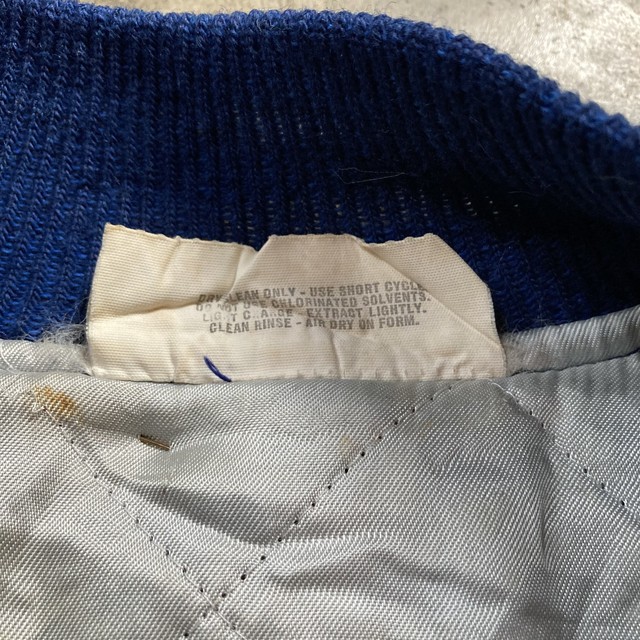 DRY CLEAN ONLY - USE SHORT CYCLE
DO NOT USE CHLORINATED SOLVENTS.
LIGHT CHARGE - EXTRACT LIGHTLY.
CLEAN RINSE - AIR DRY ON FORM.